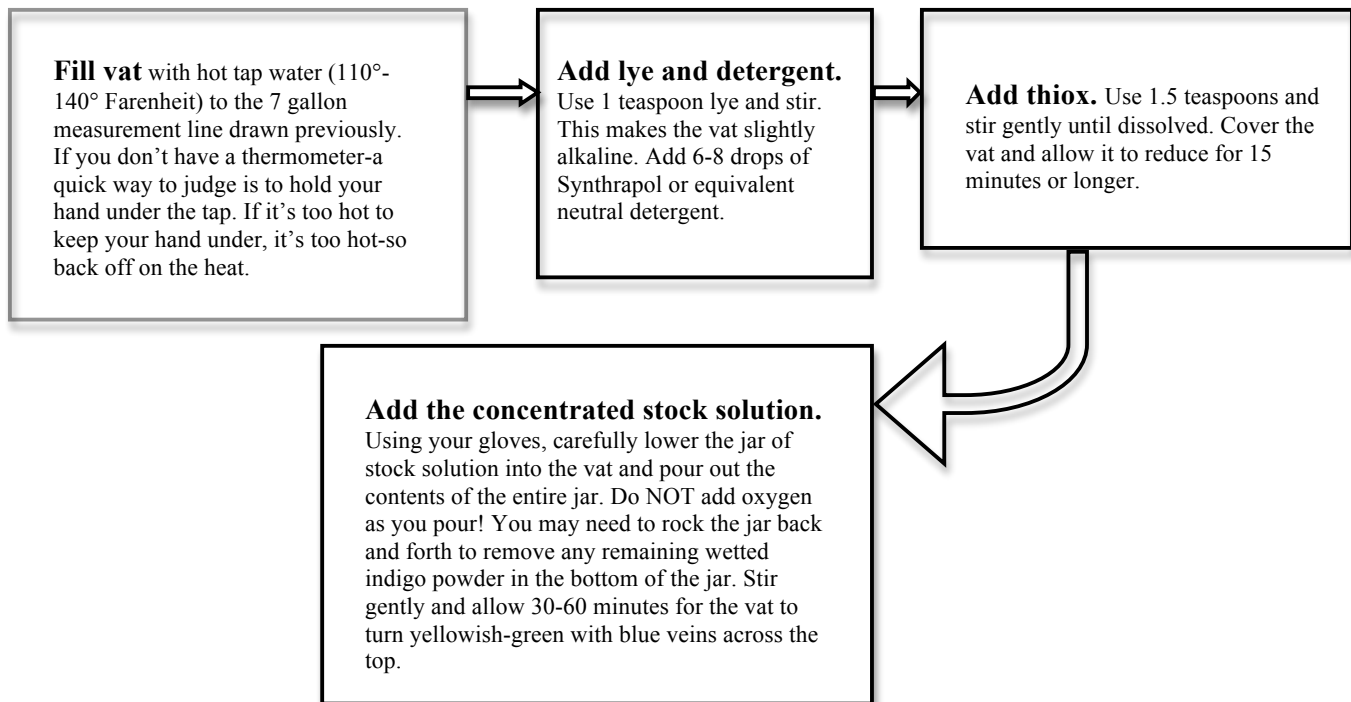 Fill vat with hot tap water (110°-
140° Farenheit) to the 7 gallon
measurement line drawn previously.
If you don’t have a thermometer-a
quick way to judge is to hold your
hand under the tap. If it’s too hot to
keep your hand under, it’s too hot-so
back off on the heat.
Add lye and detergent.
Use 1 teaspoon lye and stir.
This makes the vat slightly
alkaline. Add 6-8 drops of
Synthrapol or equivalent
neutral detergent.
Add thiox. Use 1.5 teaspoons and
stir gently until dissolved. Cover the
vat and allow it to reduce for 15
minutes or longer.
Add the concentrated stock solution.
Using your gloves, carefully lower the jar of
stock solution into the vat and pour out the
contents of the entire jar. Do NOT add oxygen
as you pour! You may need to rock the jar back
and forth to remove any remaining wetted
indigo powder in the bottom of the jar. Stir
gently and allow 30-60 minutes for the vat to
turn yellowish-green with blue veins across the
top.